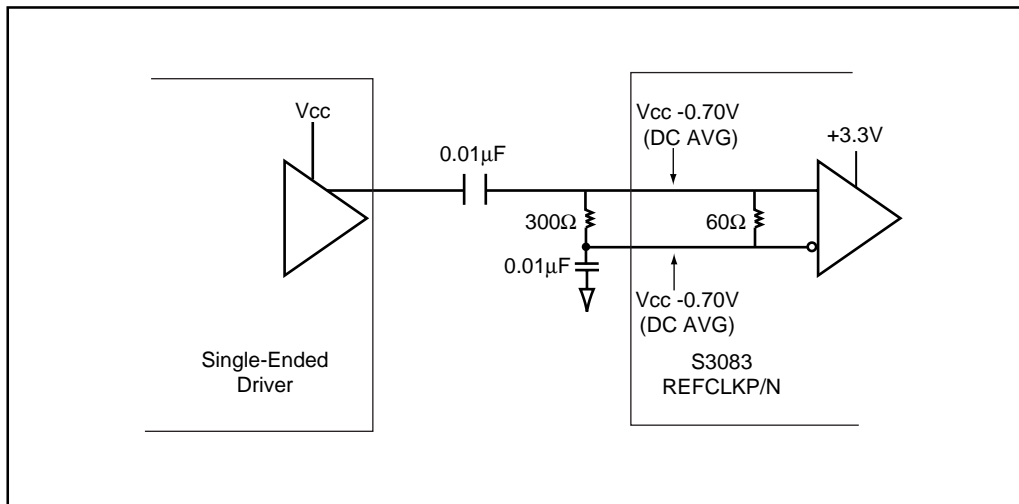 Vcc
0.01µF
Vcc -0.70V
(DC AVG)
+3.3V
300Ω
60Ω
0.01µF
Vcc -0.70V
(DC AVG)
Single-Ended
Driver
S3083
REFCLKP/N